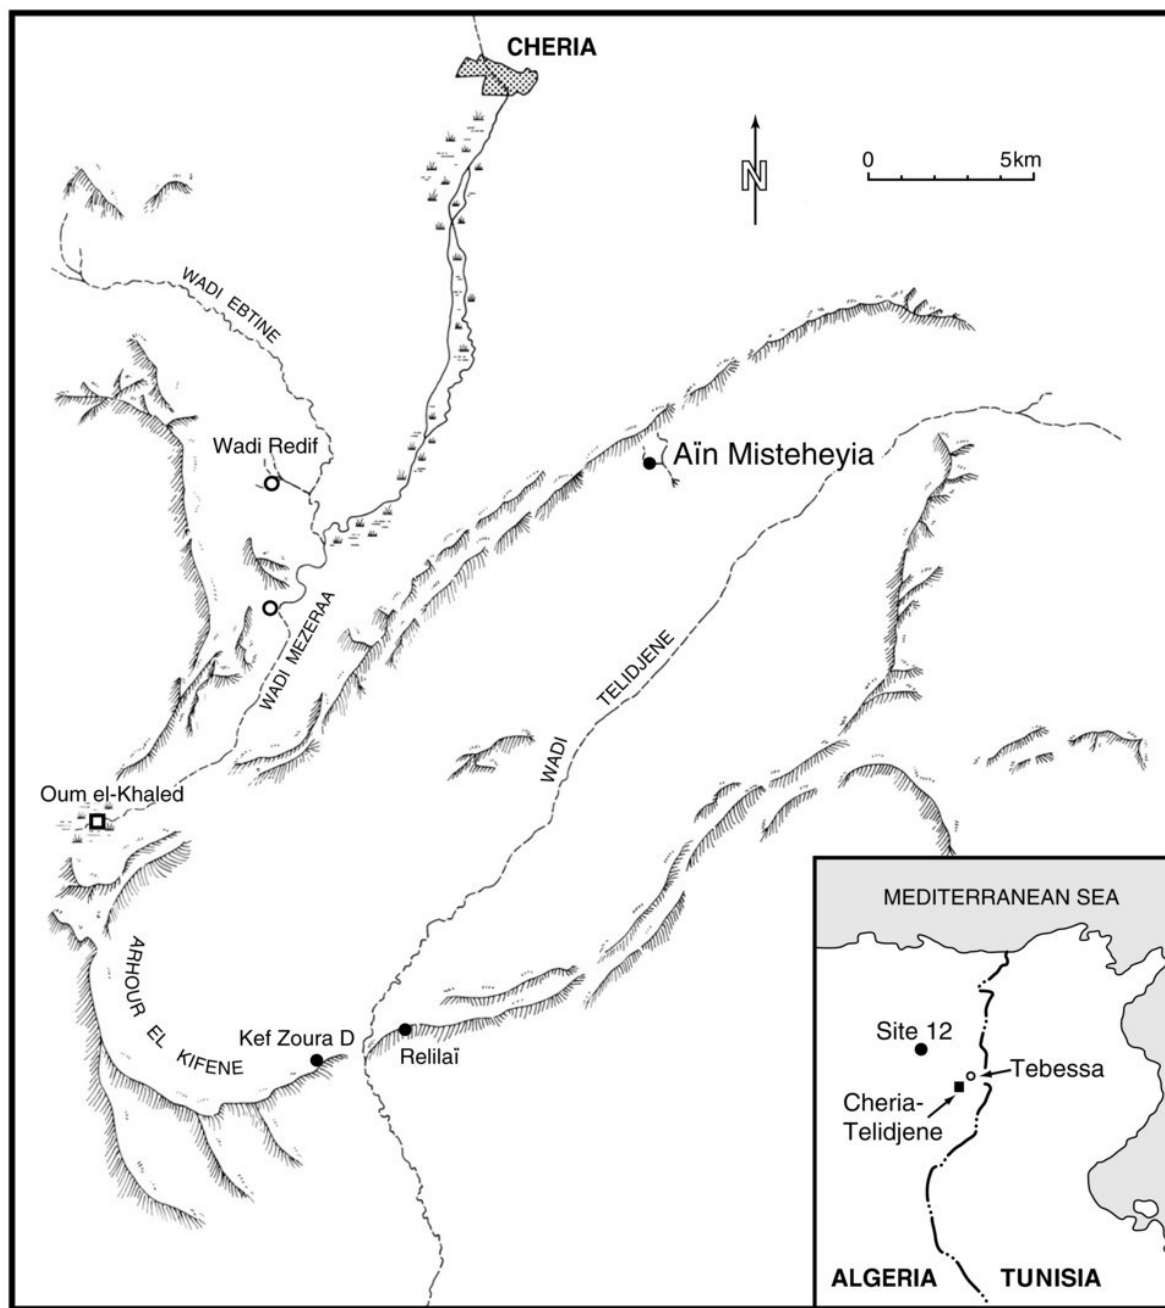 CHERIA
N
0 5km
WADI EBTINE
Wadi Redif
Aïn Misteheyia
WADI MEZERAA
WADI TELIDJENE
Oum el-Khaled
ARHOUR EL KIFENE
Kef Zoura D
Relilaï
MEDITERRANEAN SEA
Site 12
Tebessa
Cheria-
Telidjene
ALGERIA TUNISIA